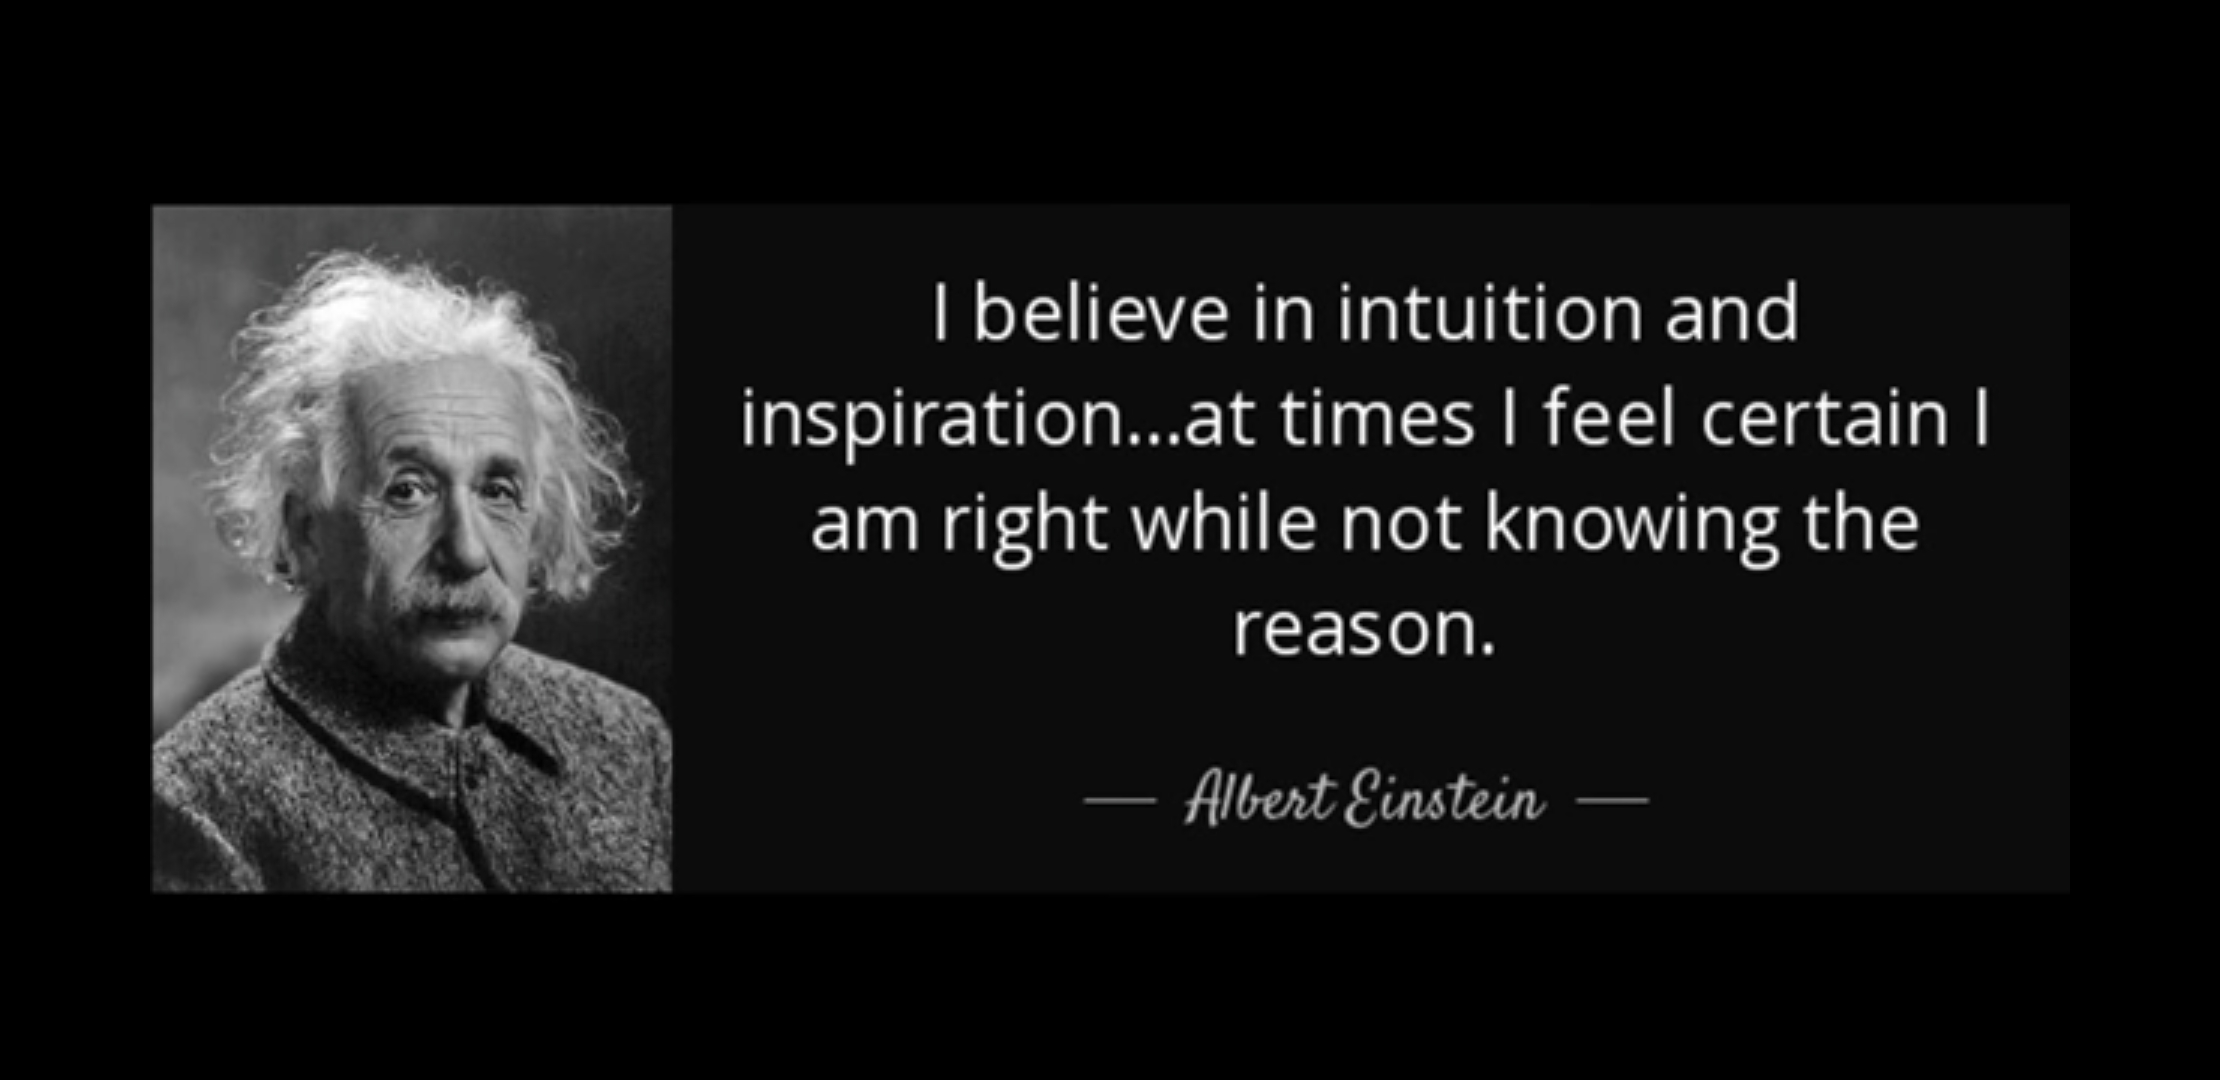 I believe in intuition and
inspiration...at times I feel certain I
am right while not knowing the
reason.
— Albert Einstein —